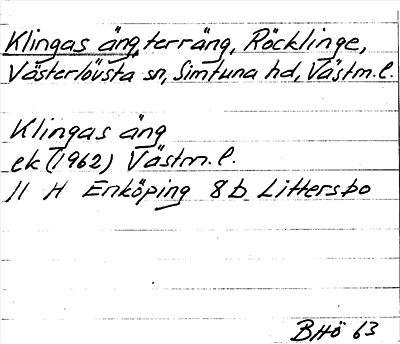 Klingas äng, terräng, Röcklinge,
Västerlövsta sn, Simtuna hd, Västm.l.
Klingas äng
ek (1962) Västm.l.
11 H Enköping 8b Littersbo
BHÖ 63